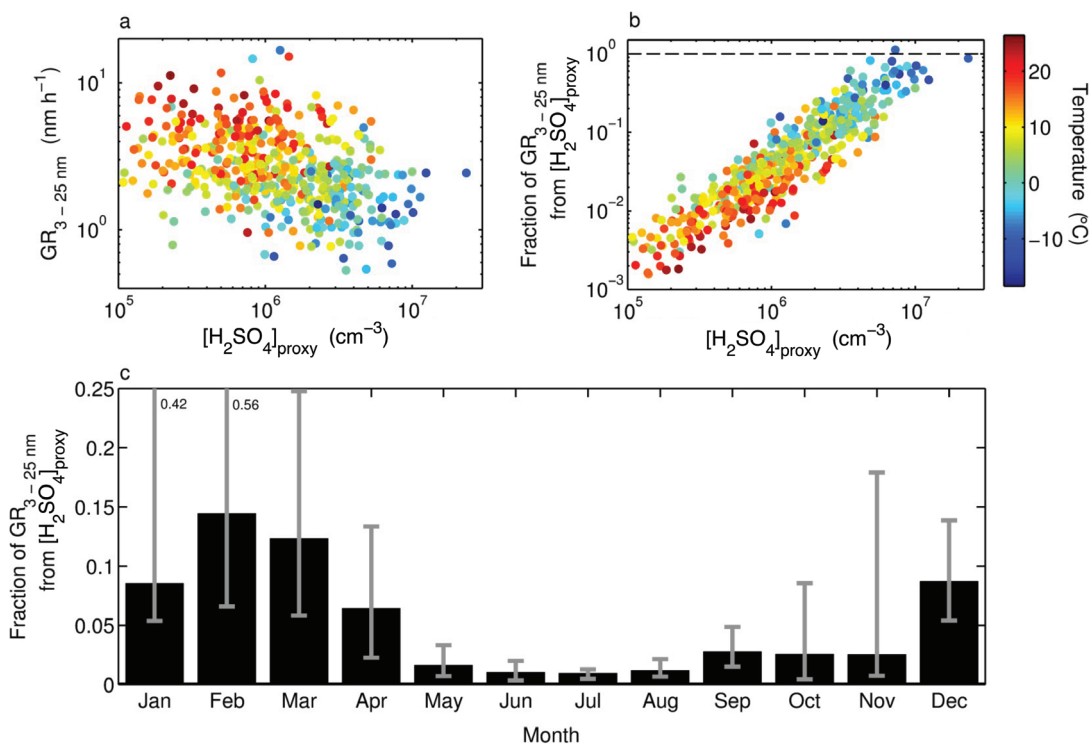 a
GR3 – 25 nm (nm h−1)
10^1
10^0
10^5
10^6
10^7
[H2SO4]proxy (cm−3)
b
Fraction of GR3 – 25 nm
from [H2SO4]proxy
10^0
10^−1
10^−2
10^−3
10^5
10^6
10^7
[H2SO4]proxy (cm−3)
20
10
0
−10
Temperature (°C)
c
Fraction of GR3 – 25 nm
from [H2SO4]proxy
0.25
0.2
0.15
0.1
0.05
0
0.42
0.56
Jan Feb Mar Apr May Jun Jul Aug Sep Oct Nov Dec
Month